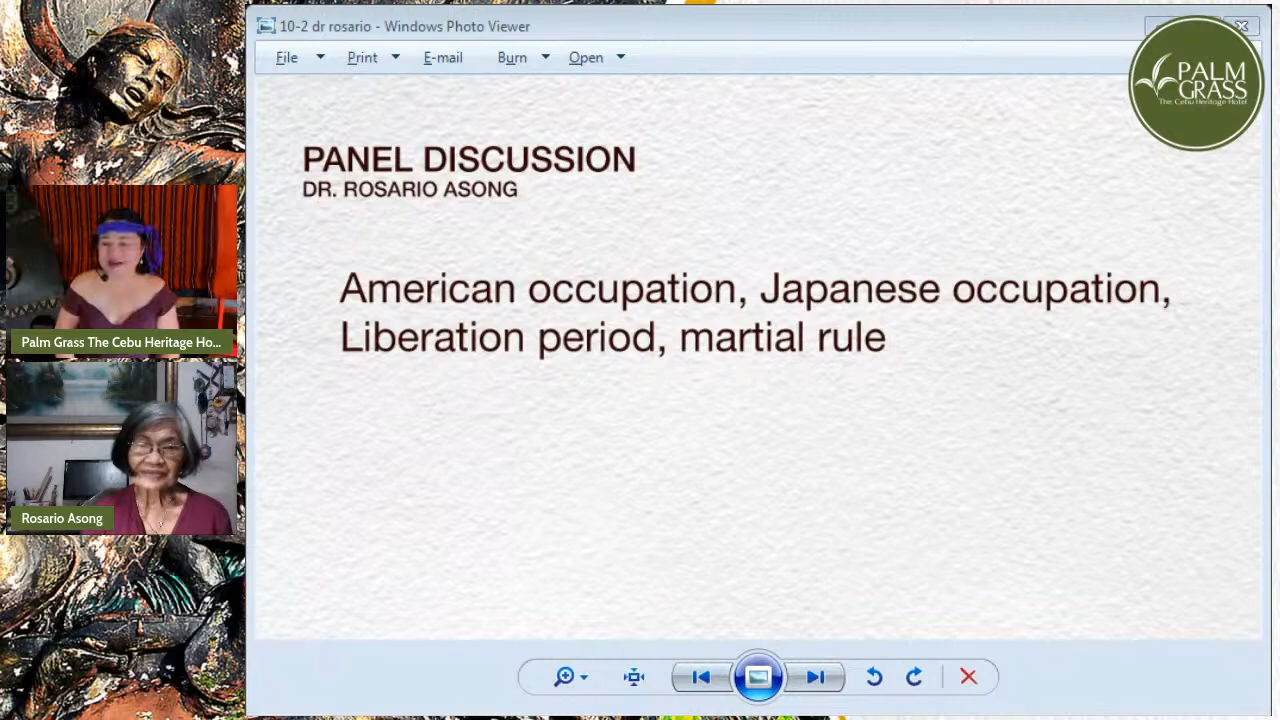 10-2 dr rosario - Windows Photo Viewer
File Print E-mail Burn Open
PALM
GRASS
The Cebu Heritage Hotel
PANEL DISCUSSION
DR. ROSARIO ASONG
American occupation, Japanese occupation,
Liberation period, martial rule
Palm Grass The Cebu Heritage Ho...
Rosario Asong